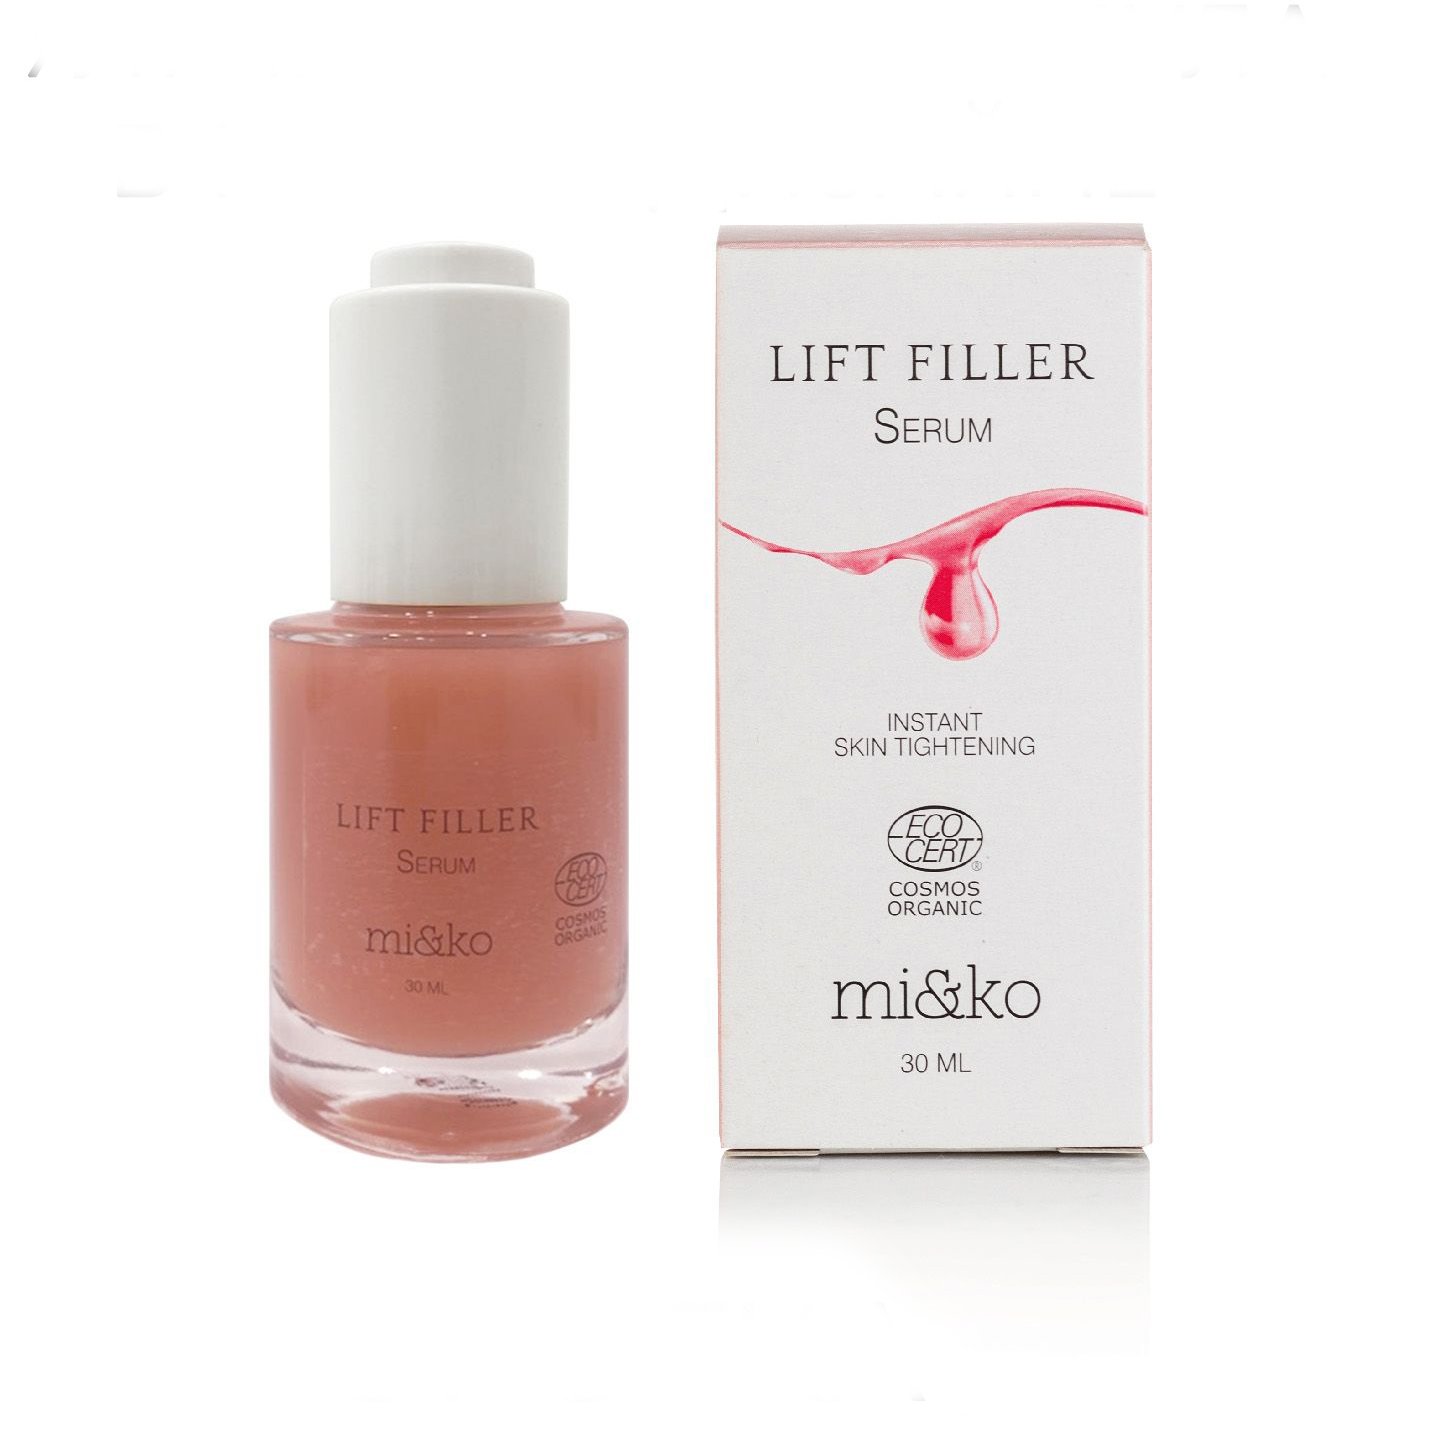 LIFT FILLER
SERUM
mi&ko
30 ML
ECO
CERT
COSMOS
ORGANIC
LIFT FILLER
SERUM
INSTANT
SKIN TIGHTENING
ECO
CERT
®
COSMOS
ORGANIC
mi&ko
30 ML